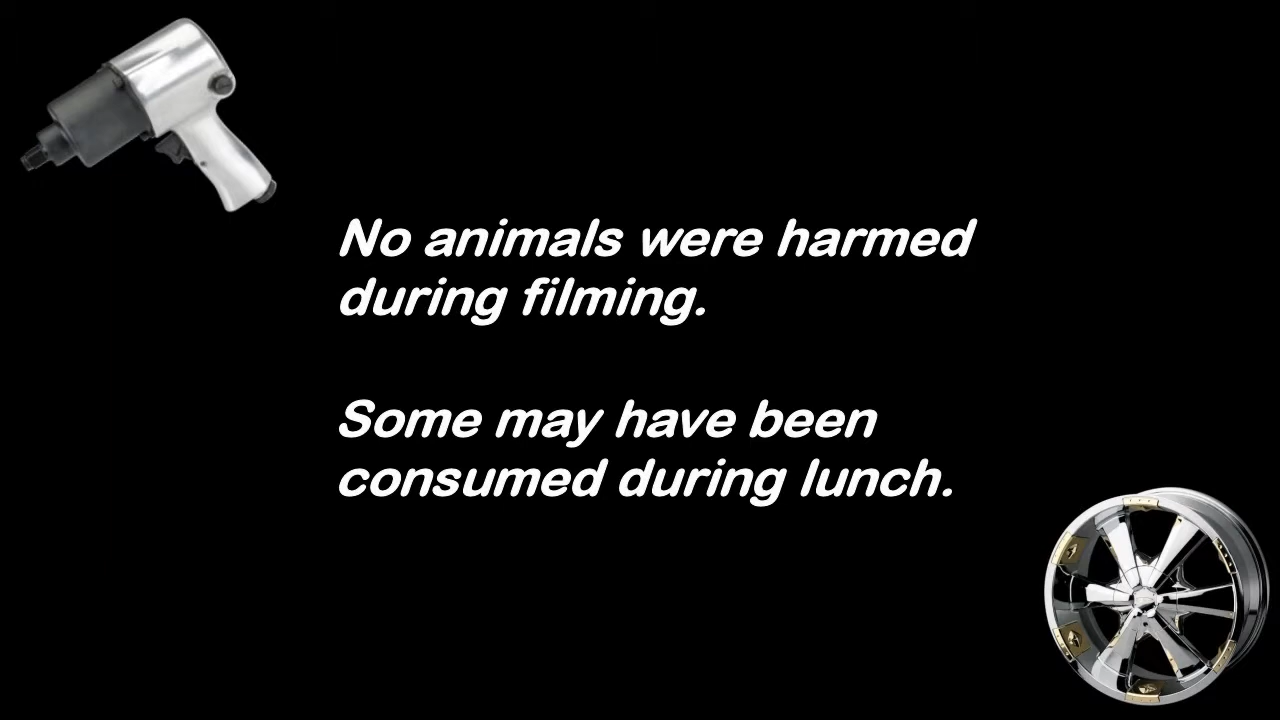 No animals were harmed
during filming.
Some may have been
consumed during lunch.